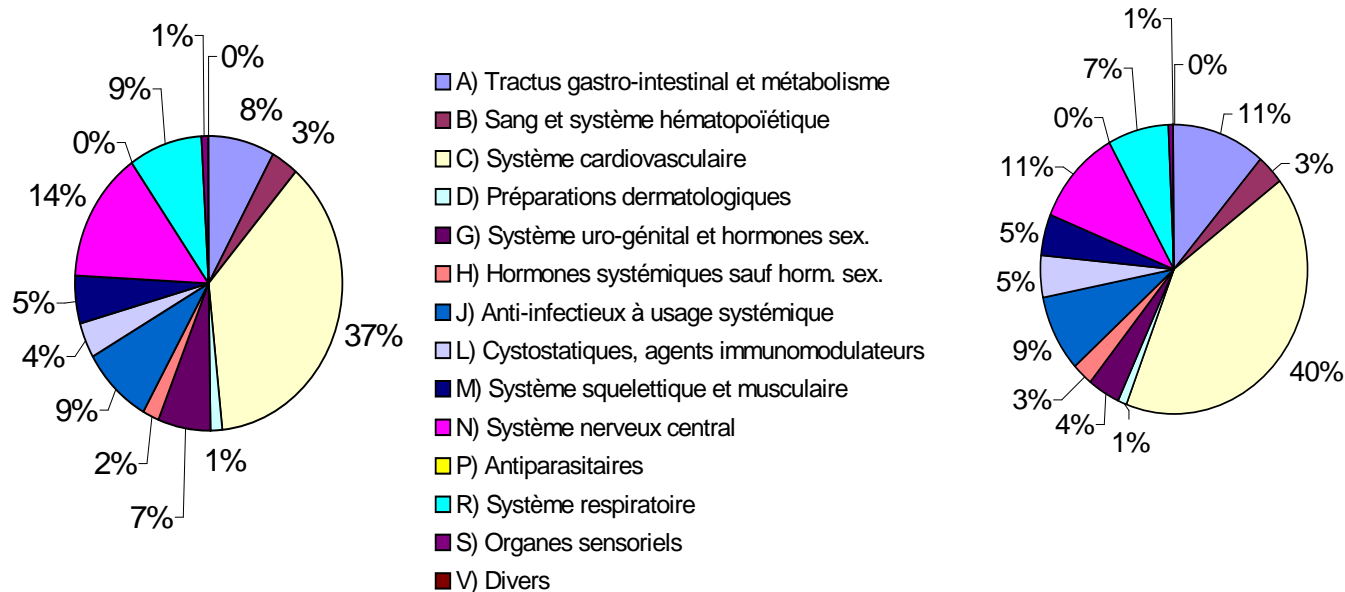 1%
0%
9%
8%
3%
0%
14%
37%
5%
4%
9%
1%
2%
7%
A) Tractus gastro-intestinal et métabolisme
B) Sang et système hématopoïétique
C) Système cardiovasculaire
D) Préparations dermatologiques
G) Système uro-génital et hormones sex.
H) Hormones systémiques sauf horm. sex.
J) Anti-infectieux à usage systémique
L) Cystostatiques, agents immunomodulateurs
M) Système squelettique et musculaire
N) Système nerveux central
P) Antiparasitaires
R) Système respiratoire
S) Organes sensoriels
V) Divers
1%
0%
7%
11%
0%
3%
11%
5%
5%
9%
40%
3%
4%
1%